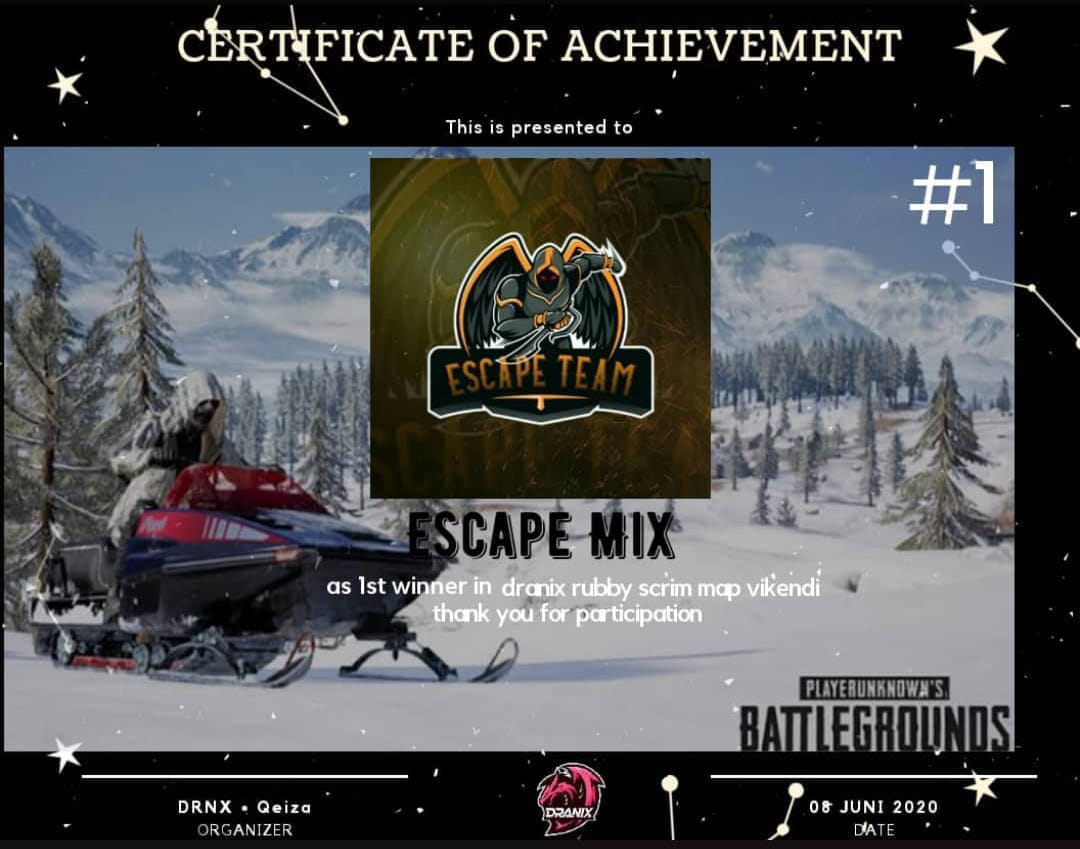 CERTIFICATE OF ACHIEVEMENT
This is presented to
#1
ESCAPE TEAM
ESCAPE MIX
as 1st winner in dranix rubby scrim map vikendi
thank you for participation
PLAYERUNKNOWN'S
BATTLEGROUNDS
DRNX • Qeiza
ORGANIZER
DRANIX
08 JUNI 2020
DATE